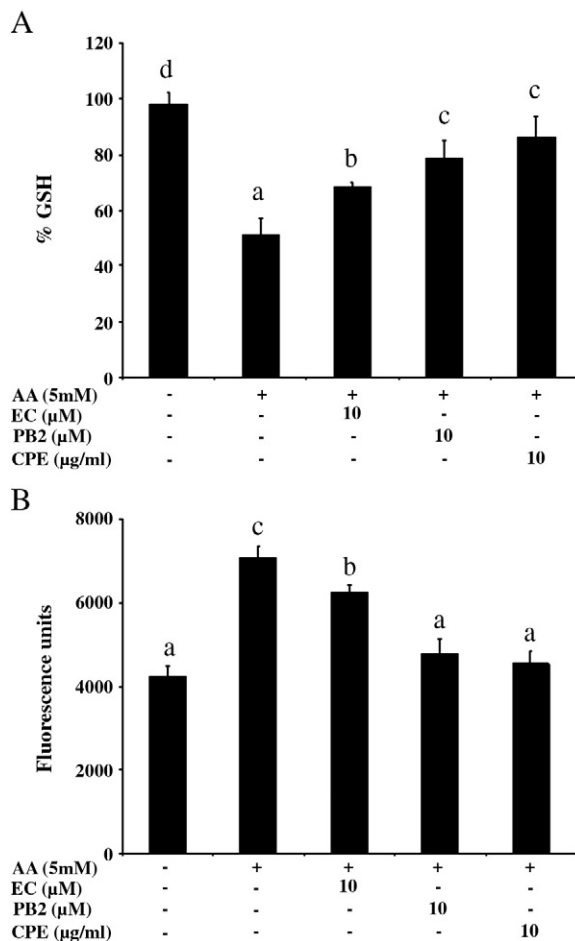 A
120
d
100
c
c
80
b
60
a
40
20
0
% GSH
AA (5mM) - + + + +
EC (µM) - - 10 - -
PB2 (µM) - - - 10 -
CPE (µg/ml) - - - - 10
B
8000
c
b
6000
a
a
a
4000
2000
0
Fluorescence units
AA (5mM) - + + + +
EC (µM) - - 10 - -
PB2 (µM) - - - 10 -
CPE (µg/ml) - - - - 10